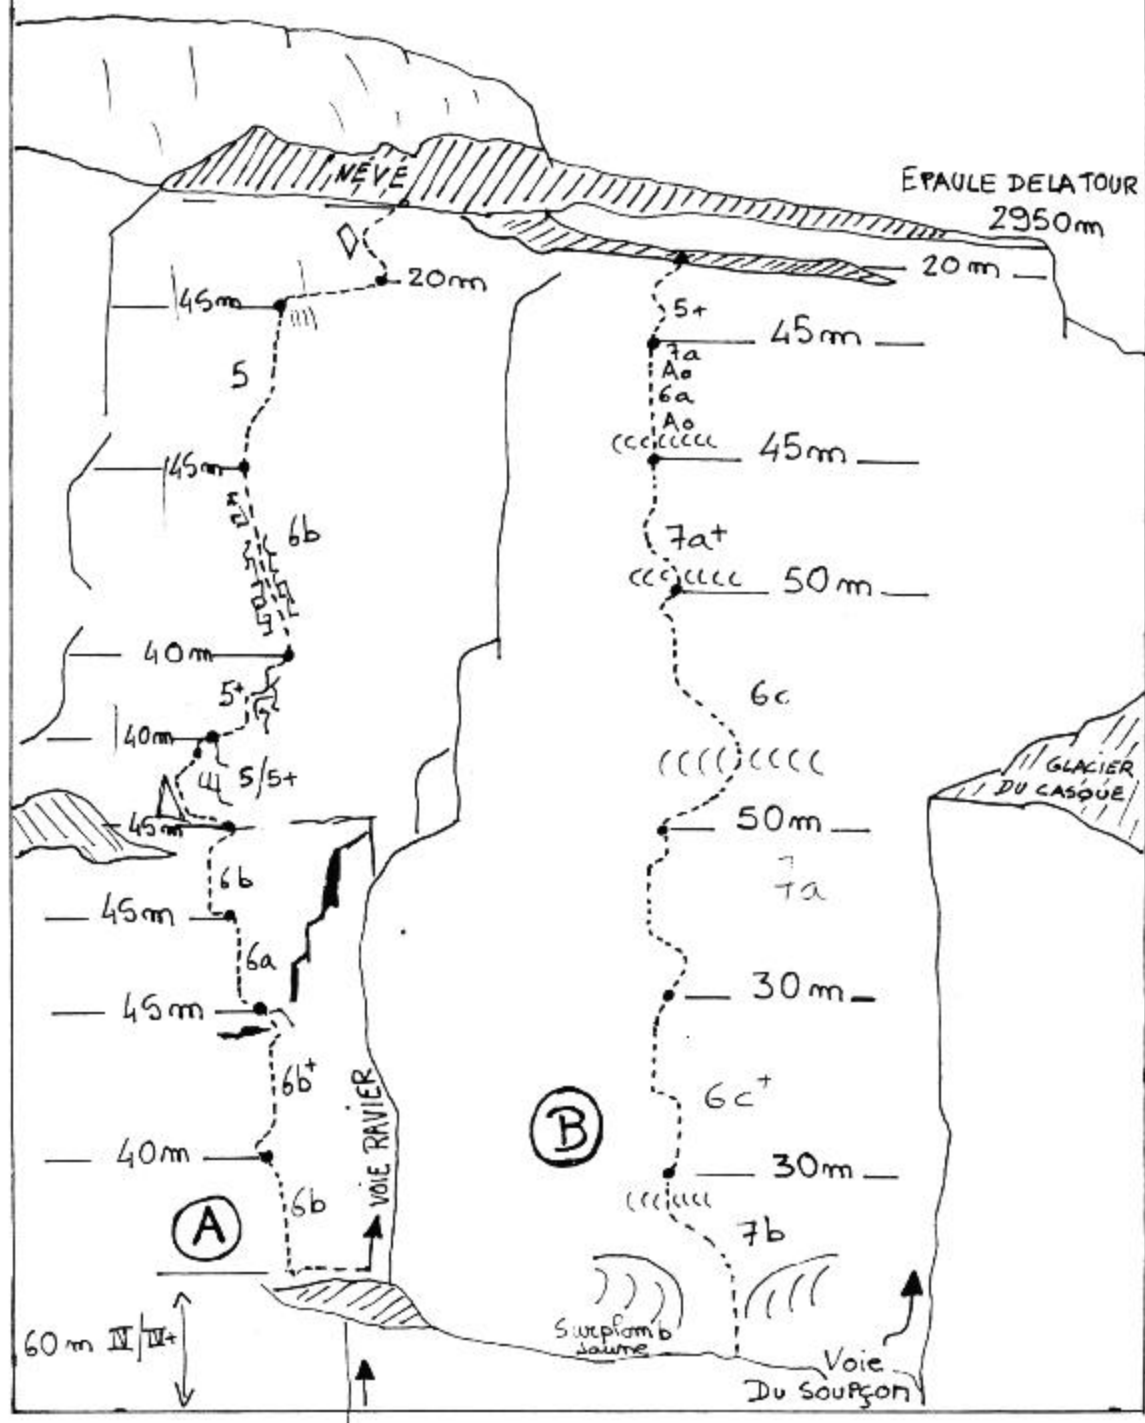 NEVE
EPAULE DE LA TOUR
2950m
20m
20m
45m
5+
45m
7a
A0
6a
A0
5
45m
45m
6b
7a+
50m
40m
5+
6c
40m
5/5+
GLACIER
DU CASQUE
45m
50m
6b
7a
45m
6a
30m
45m
6b+
6c+
VOIE RAVIER
B
40m
30m
6b
A
7b
60m IV/IV+
Surplomb
Jaune
Voie
DU SOUPÇON